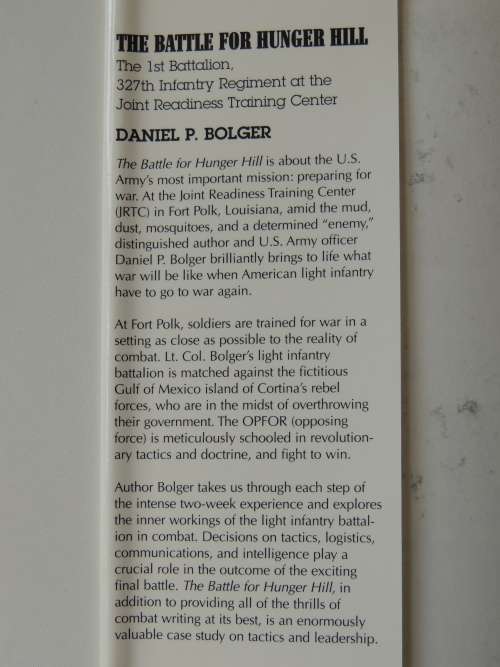 THE BATTLE FOR HUNGER HILL
The 1st Battalion,
327th Infantry Regiment at the
Joint Readiness Training Center
DANIEL P. BOLGER
The Battle for Hunger Hill is about the U.S.
Army's most important mission: preparing for
war. At the Joint Readiness Training Center
(JRTC) in Fort Polk, Louisiana, amid the mud,
dust, mosquitoes, and a determined "enemy,"
distinguished author and U.S. Army officer
Daniel P. Bolger brilliantly brings to life what
war will be like when American light infantry
have to go to war again.
At Fort Polk, soldiers are trained for war in a
setting as close as possible to the reality of
combat. Lt. Col. Bolger's light infantry
battalion is matched against the fictitious
Gulf of Mexico island of Cortina's rebel
forces, who are in the midst of overthrowing
their government. The OPFOR (opposing
force) is meticulously schooled in revolution-
ary tactics and doctrine, and fight to win.
Author Bolger takes us through each step of
the intense two-week experience and explores
the inner workings of the light infantry battal-
ion in combat. Decisions on tactics, logistics,
communications, and intelligence play a
crucial role in the outcome of the exciting
final battle. The Battle for Hunger Hill, in
addition to providing all of the thrills of
combat writing at its best, is an enormously
valuable case study on tactics and leadership.